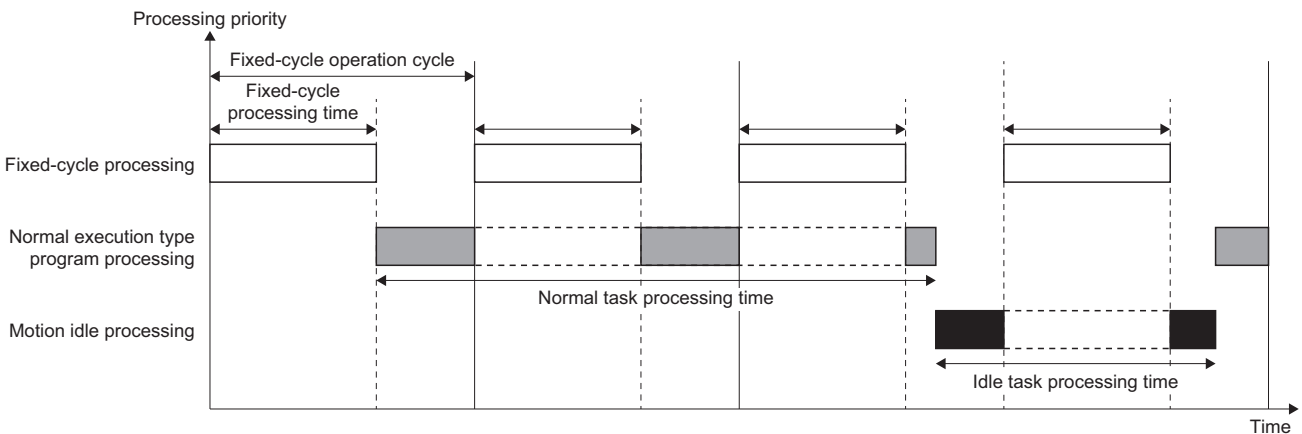 Processing priority
Fixed-cycle operation cycle
Fixed-cycle
processing time
Fixed-cycle processing
Normal execution type
program processing
Normal task processing time
Motion idle processing
Idle task processing time
Time